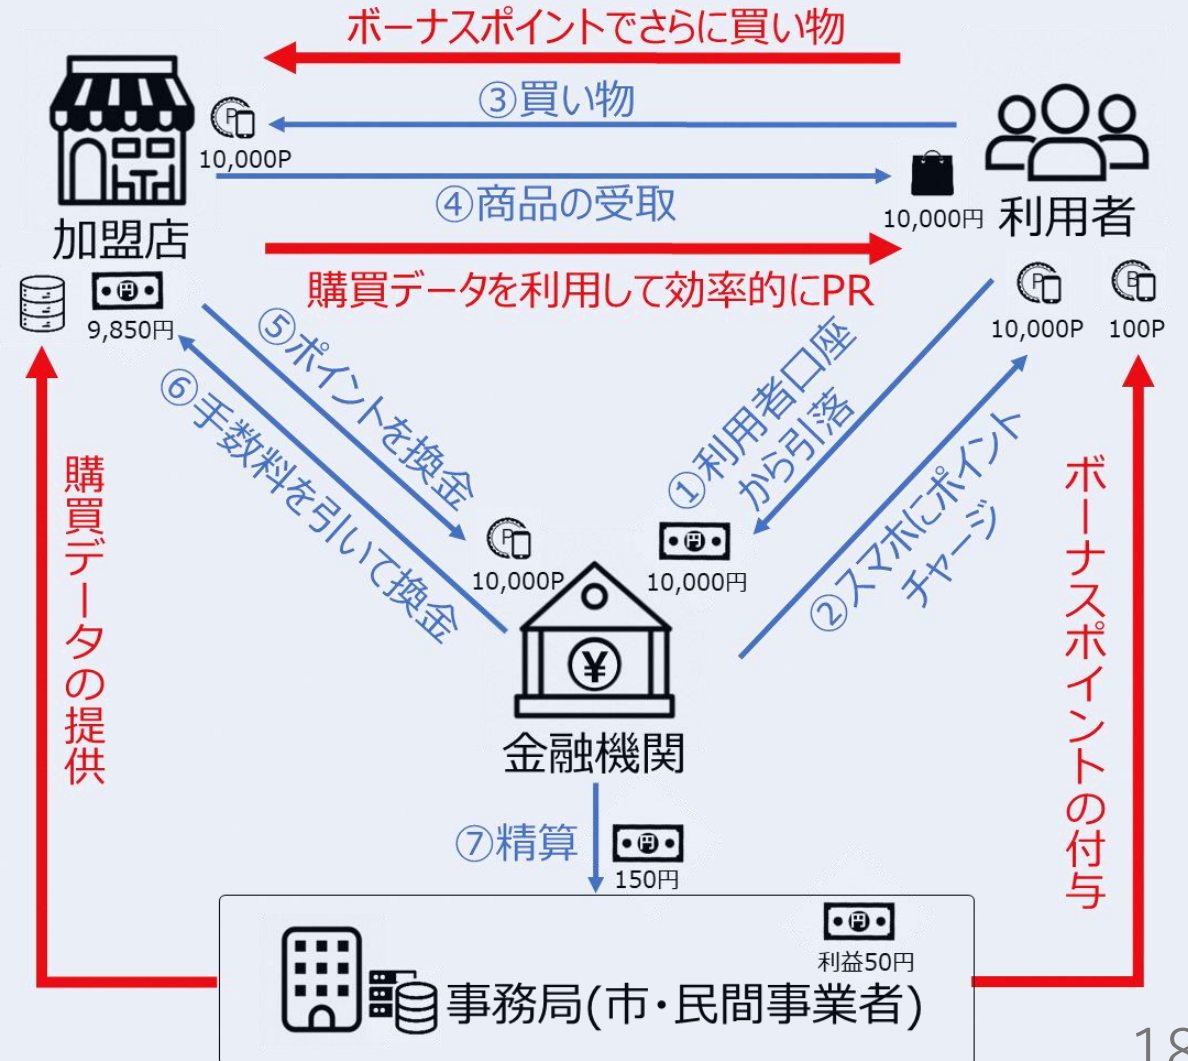 ボーナスポイントでさらに買い物
③買い物
10,000P
④商品の受取
10,000円
加盟店
利用者
購買データを利用して効率的にPR
9,850円
10,000P
100P
⑤ポイントを換金
⑥手数料を引いて換金
①利用者口座
から引落
②スマホにポイント
チャージ
購買データの提供
ボーナスポイントの付与
10,000P
10,000円
¥
金融機関
⑦精算
150円
利益50円
事務局(市・民間事業者)
18